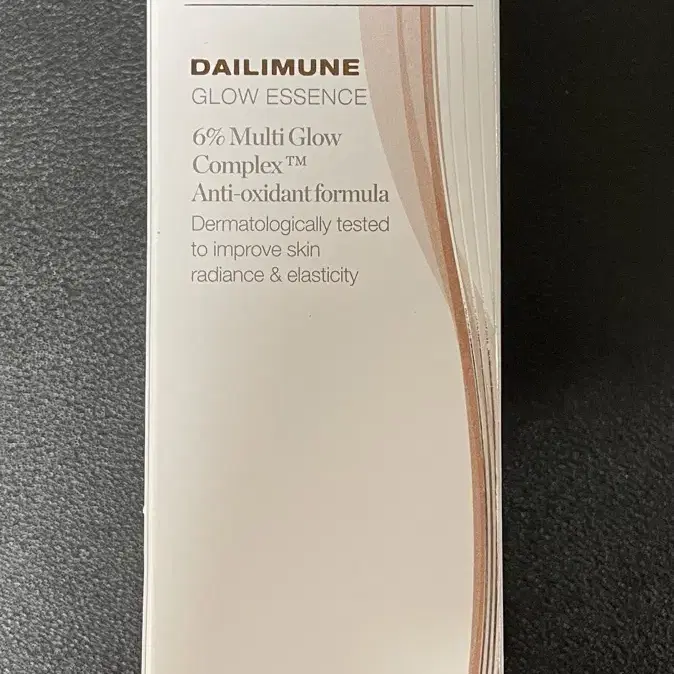 DAILIMUNE
GLOW ESSENCE
6% Multi Glow
Complex™
Anti-oxidant formula
Dermatologically tested
to improve skin
radiance & elasticity